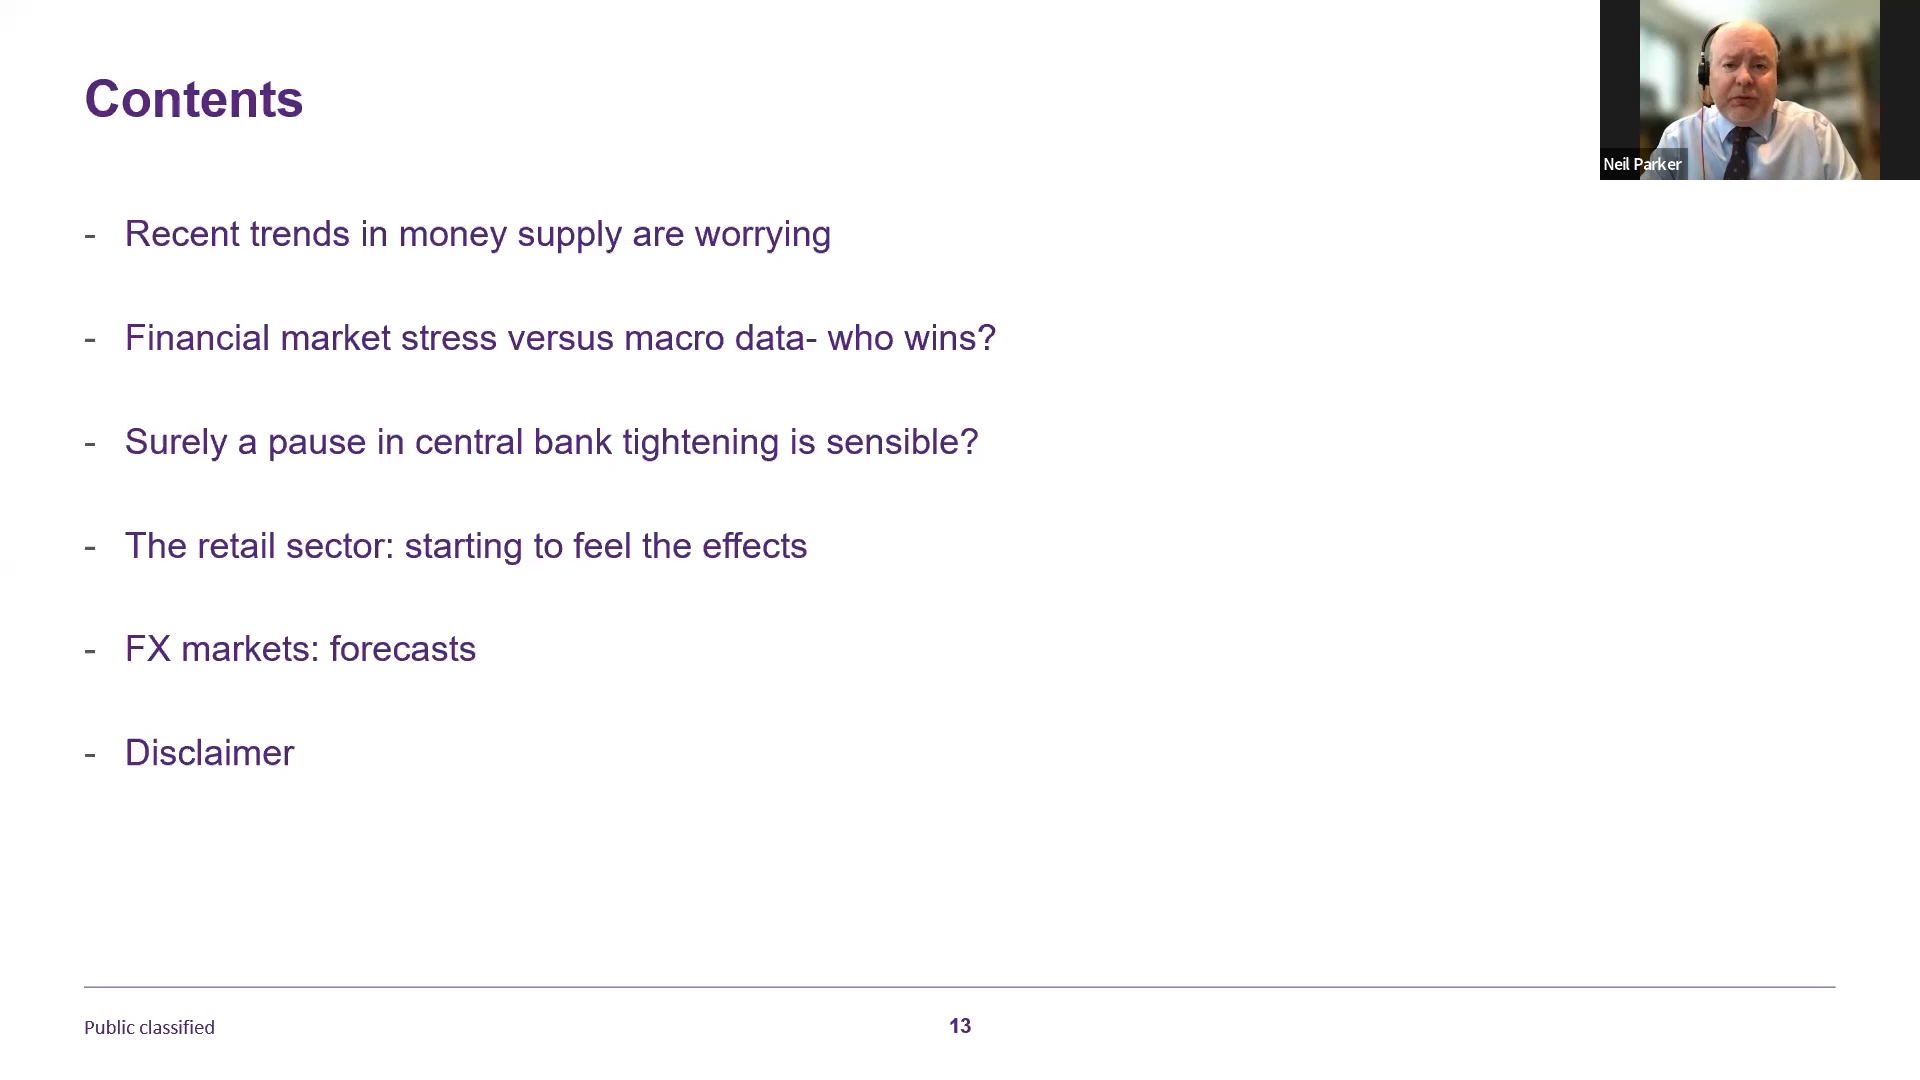 Contents
Neil Parker
- Recent trends in money supply are worrying
- Financial market stress versus macro data- who wins?
- Surely a pause in central bank tightening is sensible?
- The retail sector: starting to feel the effects
- FX markets: forecasts
- Disclaimer
Public classified
13